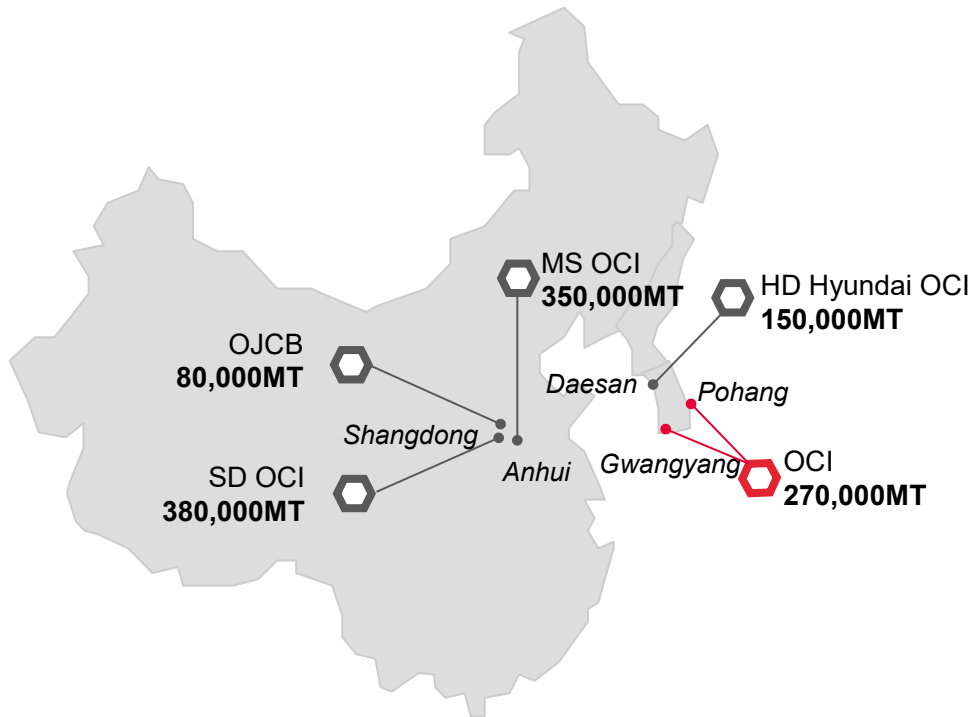 MS OCI
350,000MT
HD Hyundai OCI
150,000MT
OJCB
80,000MT
Daesan
Pohang
Shangdong
Anhui
Gwangyang
OCI
270,000MT
SD OCI
380,000MT